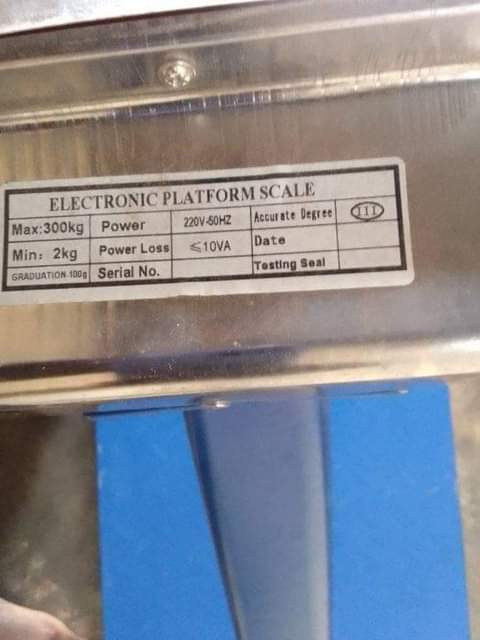 ELECTRONIC PLATFORM SCALE
Max:300kg Power 220V-50HZ Accurate Degree III
Min: 2kg Power Loss ≤10VA Date
GRADUATION-100g Serial No. Testing Seal